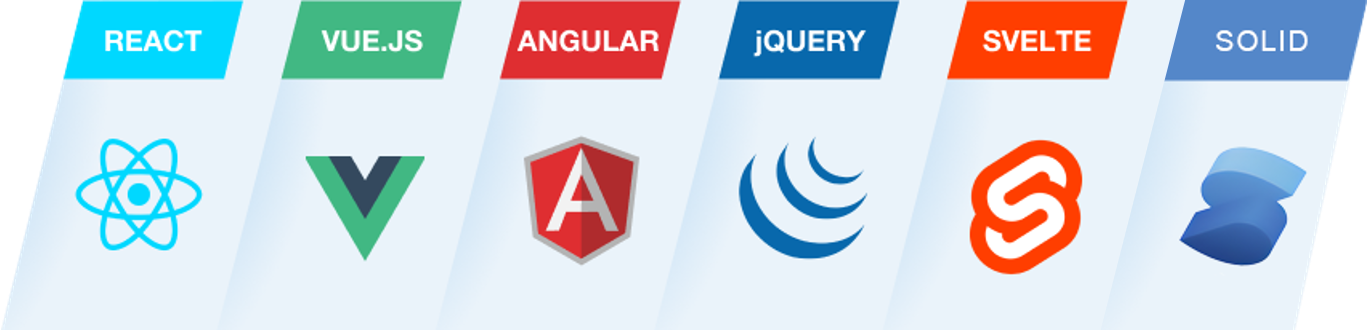 REACT
VUE.JS
ANGULAR
jQUERY
SVELTE
SOLID
A